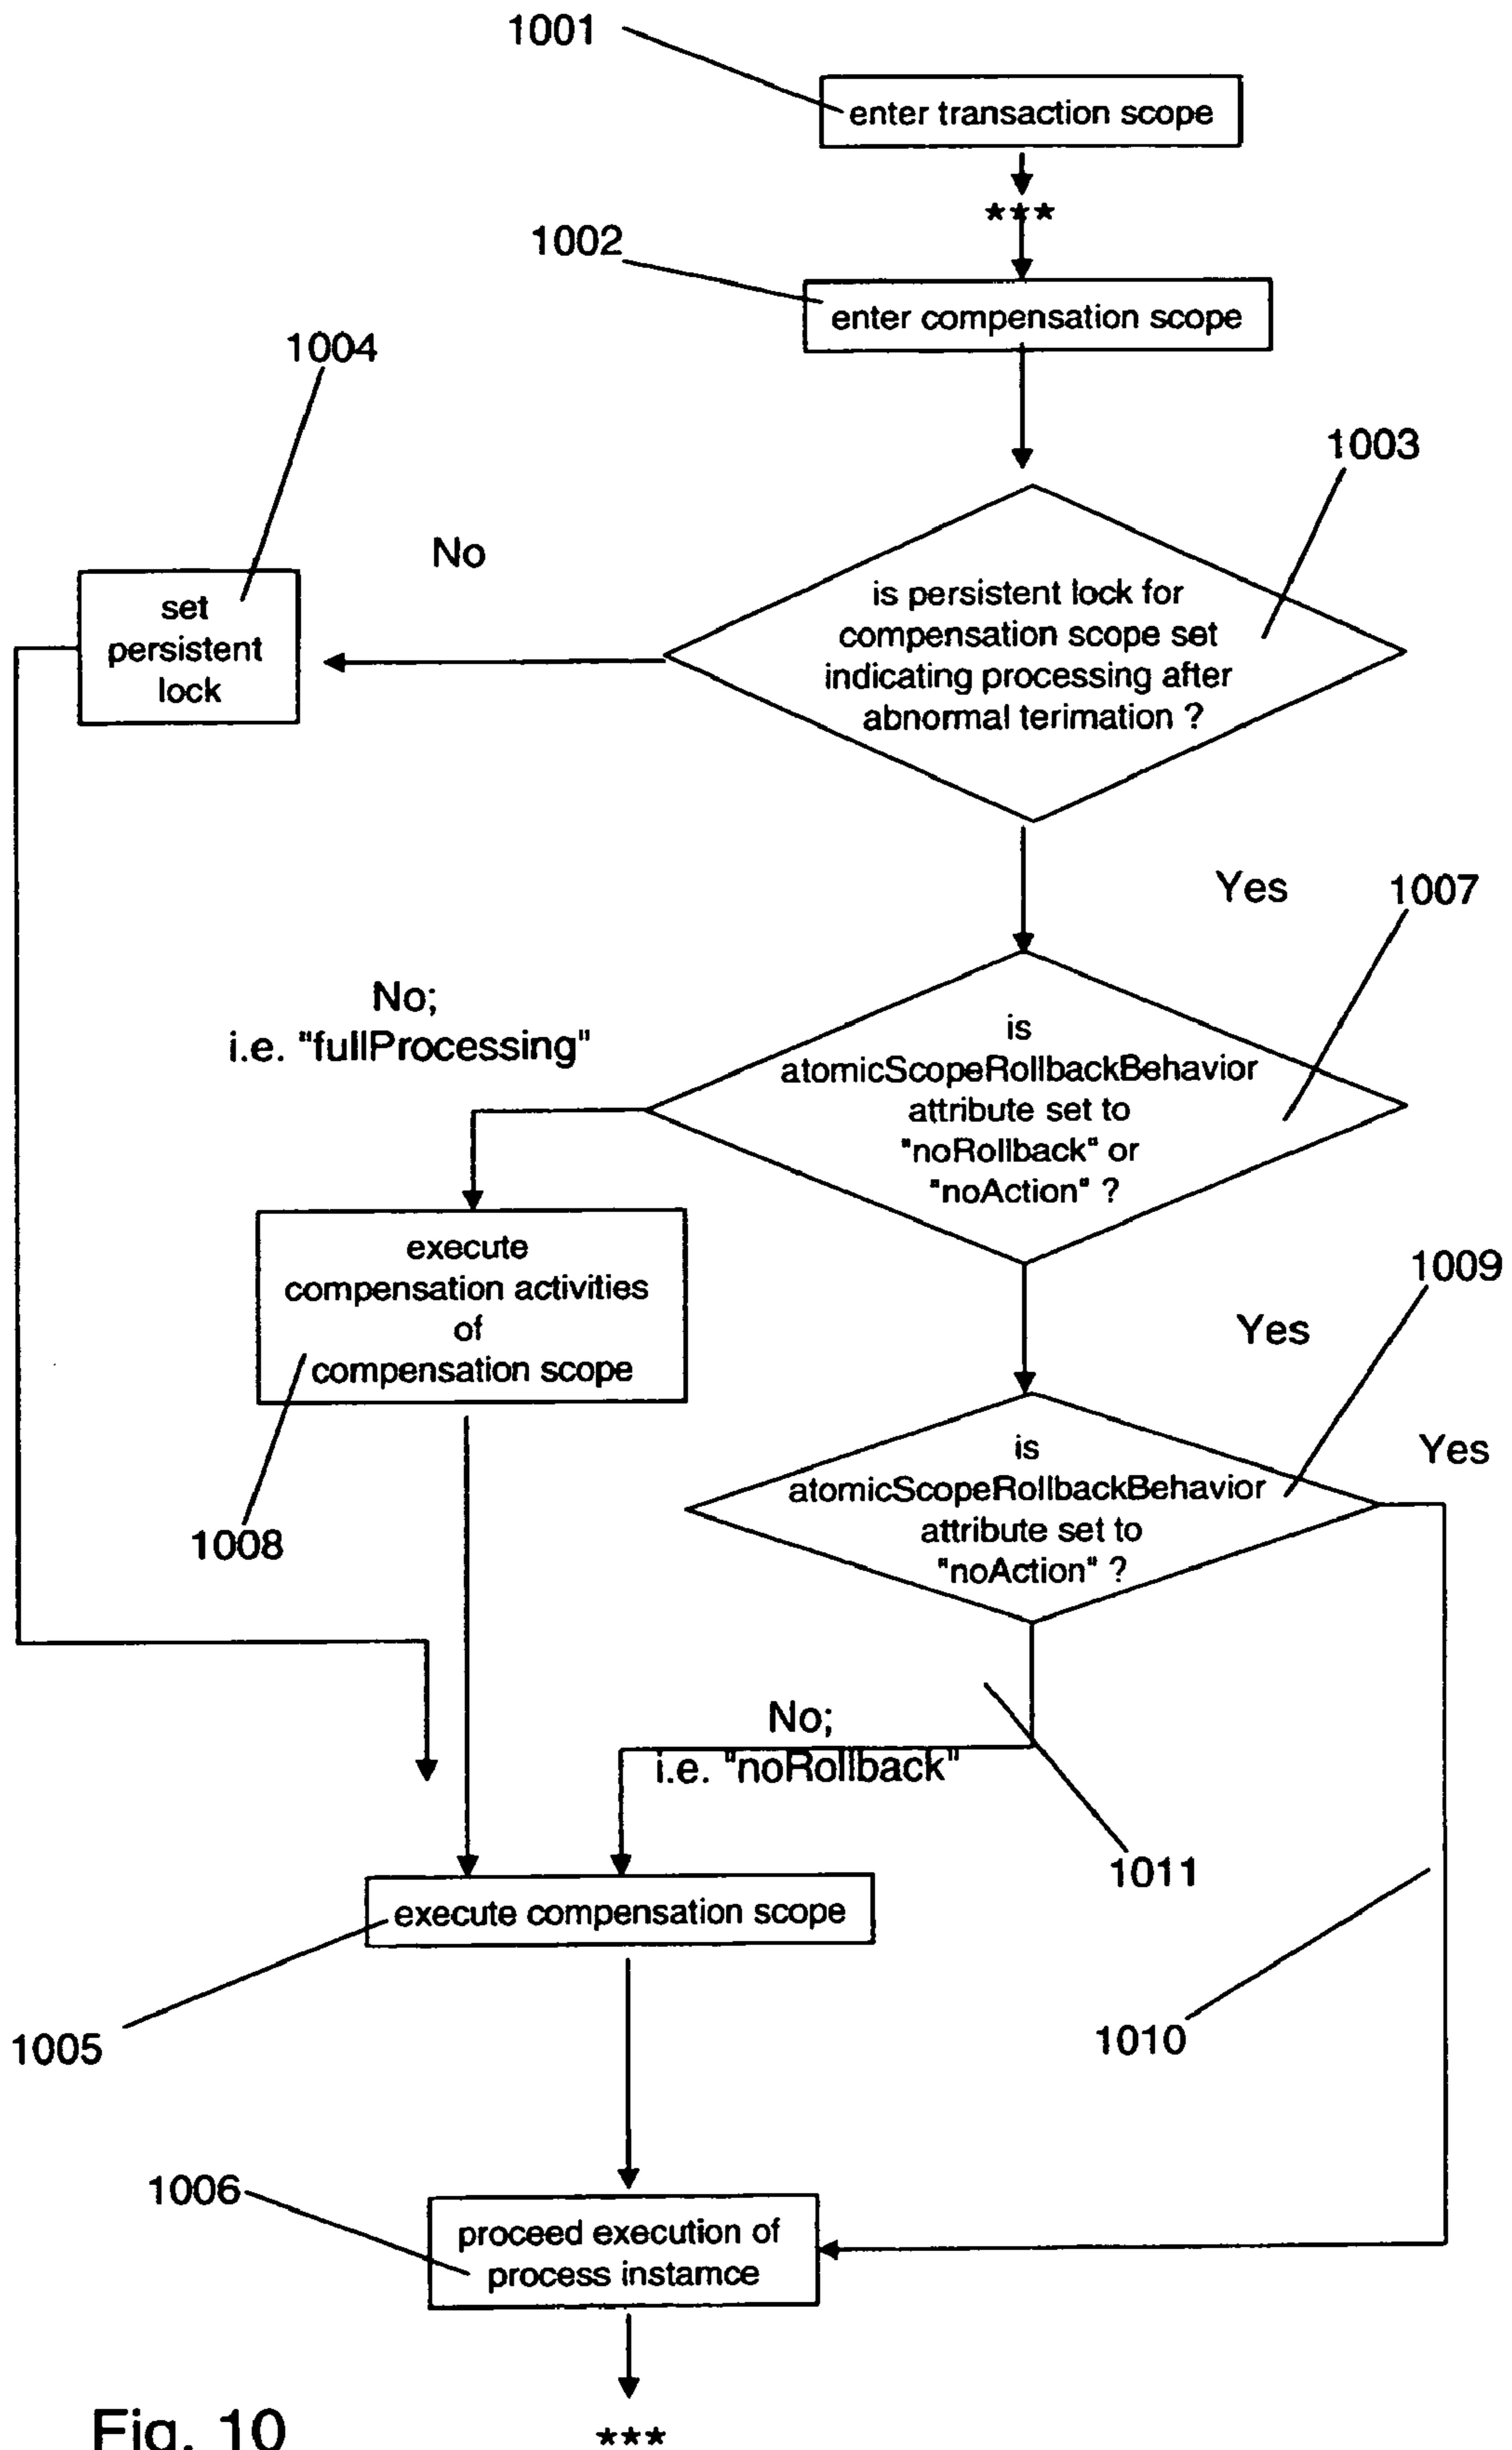 1001
enter transaction scope
***
1002
enter compensation scope
1004
1003
No
set
persistent
lock
is persistent lock for
compensation scope set
indicating processing after
abnormal terimation ?
Yes
1007
No;
i.e. "fullProcessing"
is
atomicScopeRollbackBehavior
attribute set to
"noRollback" or
"noAction" ?
execute
compensation activities
of
compensation scope
1009
Yes
Yes
is
atomicScopeRollbackBehavior
attribute set to
"noAction" ?
1008
No;
i.e. "noRollback"
1011
execute compensation scope
1005
1010
1006
proceed execution of
process instamce
Fig. 10
***